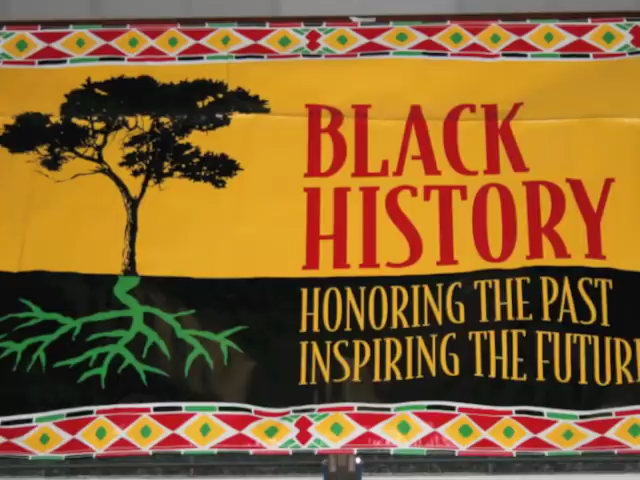 BLACK
HISTORY
HONORING THE PAST
INSPIRING THE FUTUR